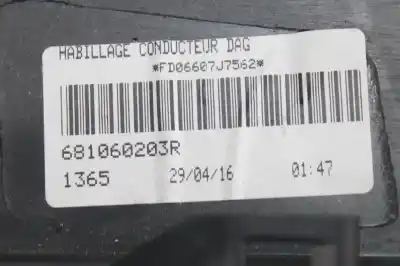 HABILLAGE CONDUCTEUR DAG
*FD06607J7562*
681060203R
1365 29/04/16 01:47